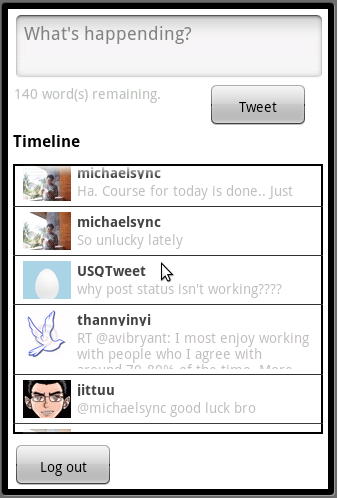 What's happending?
140 word(s) remaining.
Tweet
Timeline
michaelsync
Ha. Course for today is done.. Just
michaelsync
So unlucky lately
USQTweet
why post status isn't working????
thannyinyi
RT @avibryant: I most enjoy working
with people who I agree with
around 70-80% of the time. More
jittuu
@michaelsync good luck bro
Log out